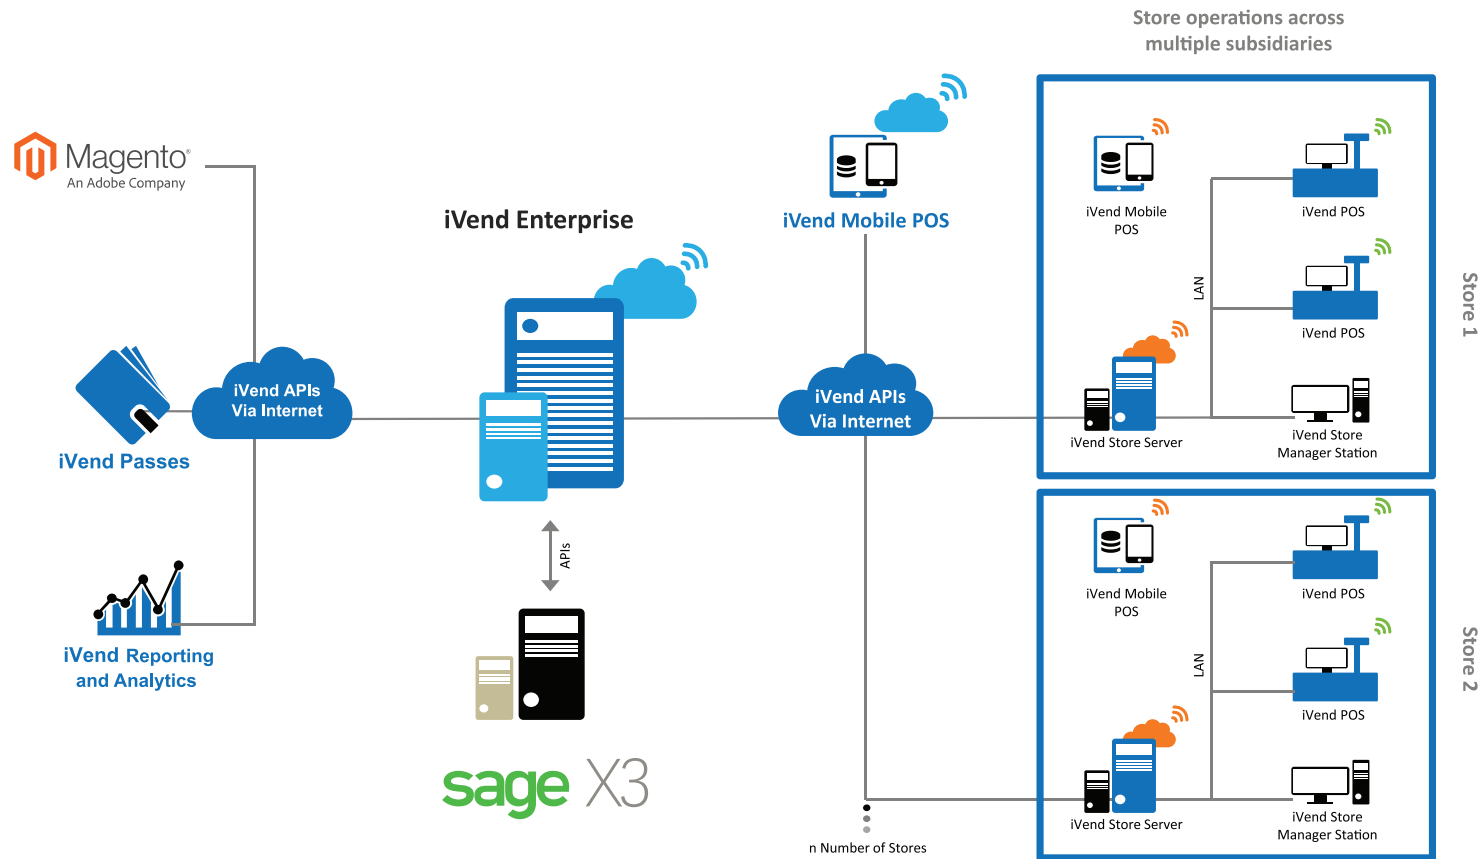 Store operations across
multiple subsidiaries
Magento®
An Adobe Company
iVend Enterprise
iVend Mobile POS
iVend APIs
Via Internet
iVend Passes
iVend Reporting
and Analytics
APIs
sage X3
iVend APIs
Via Internet
n Number of Stores
iVend Mobile
POS
iVend POS
LAN
iVend POS
iVend Store Server
iVend Store
Manager Station
Store 1
iVend Mobile
POS
iVend POS
LAN
iVend POS
iVend Store Server
iVend Store
Manager Station
Store 2